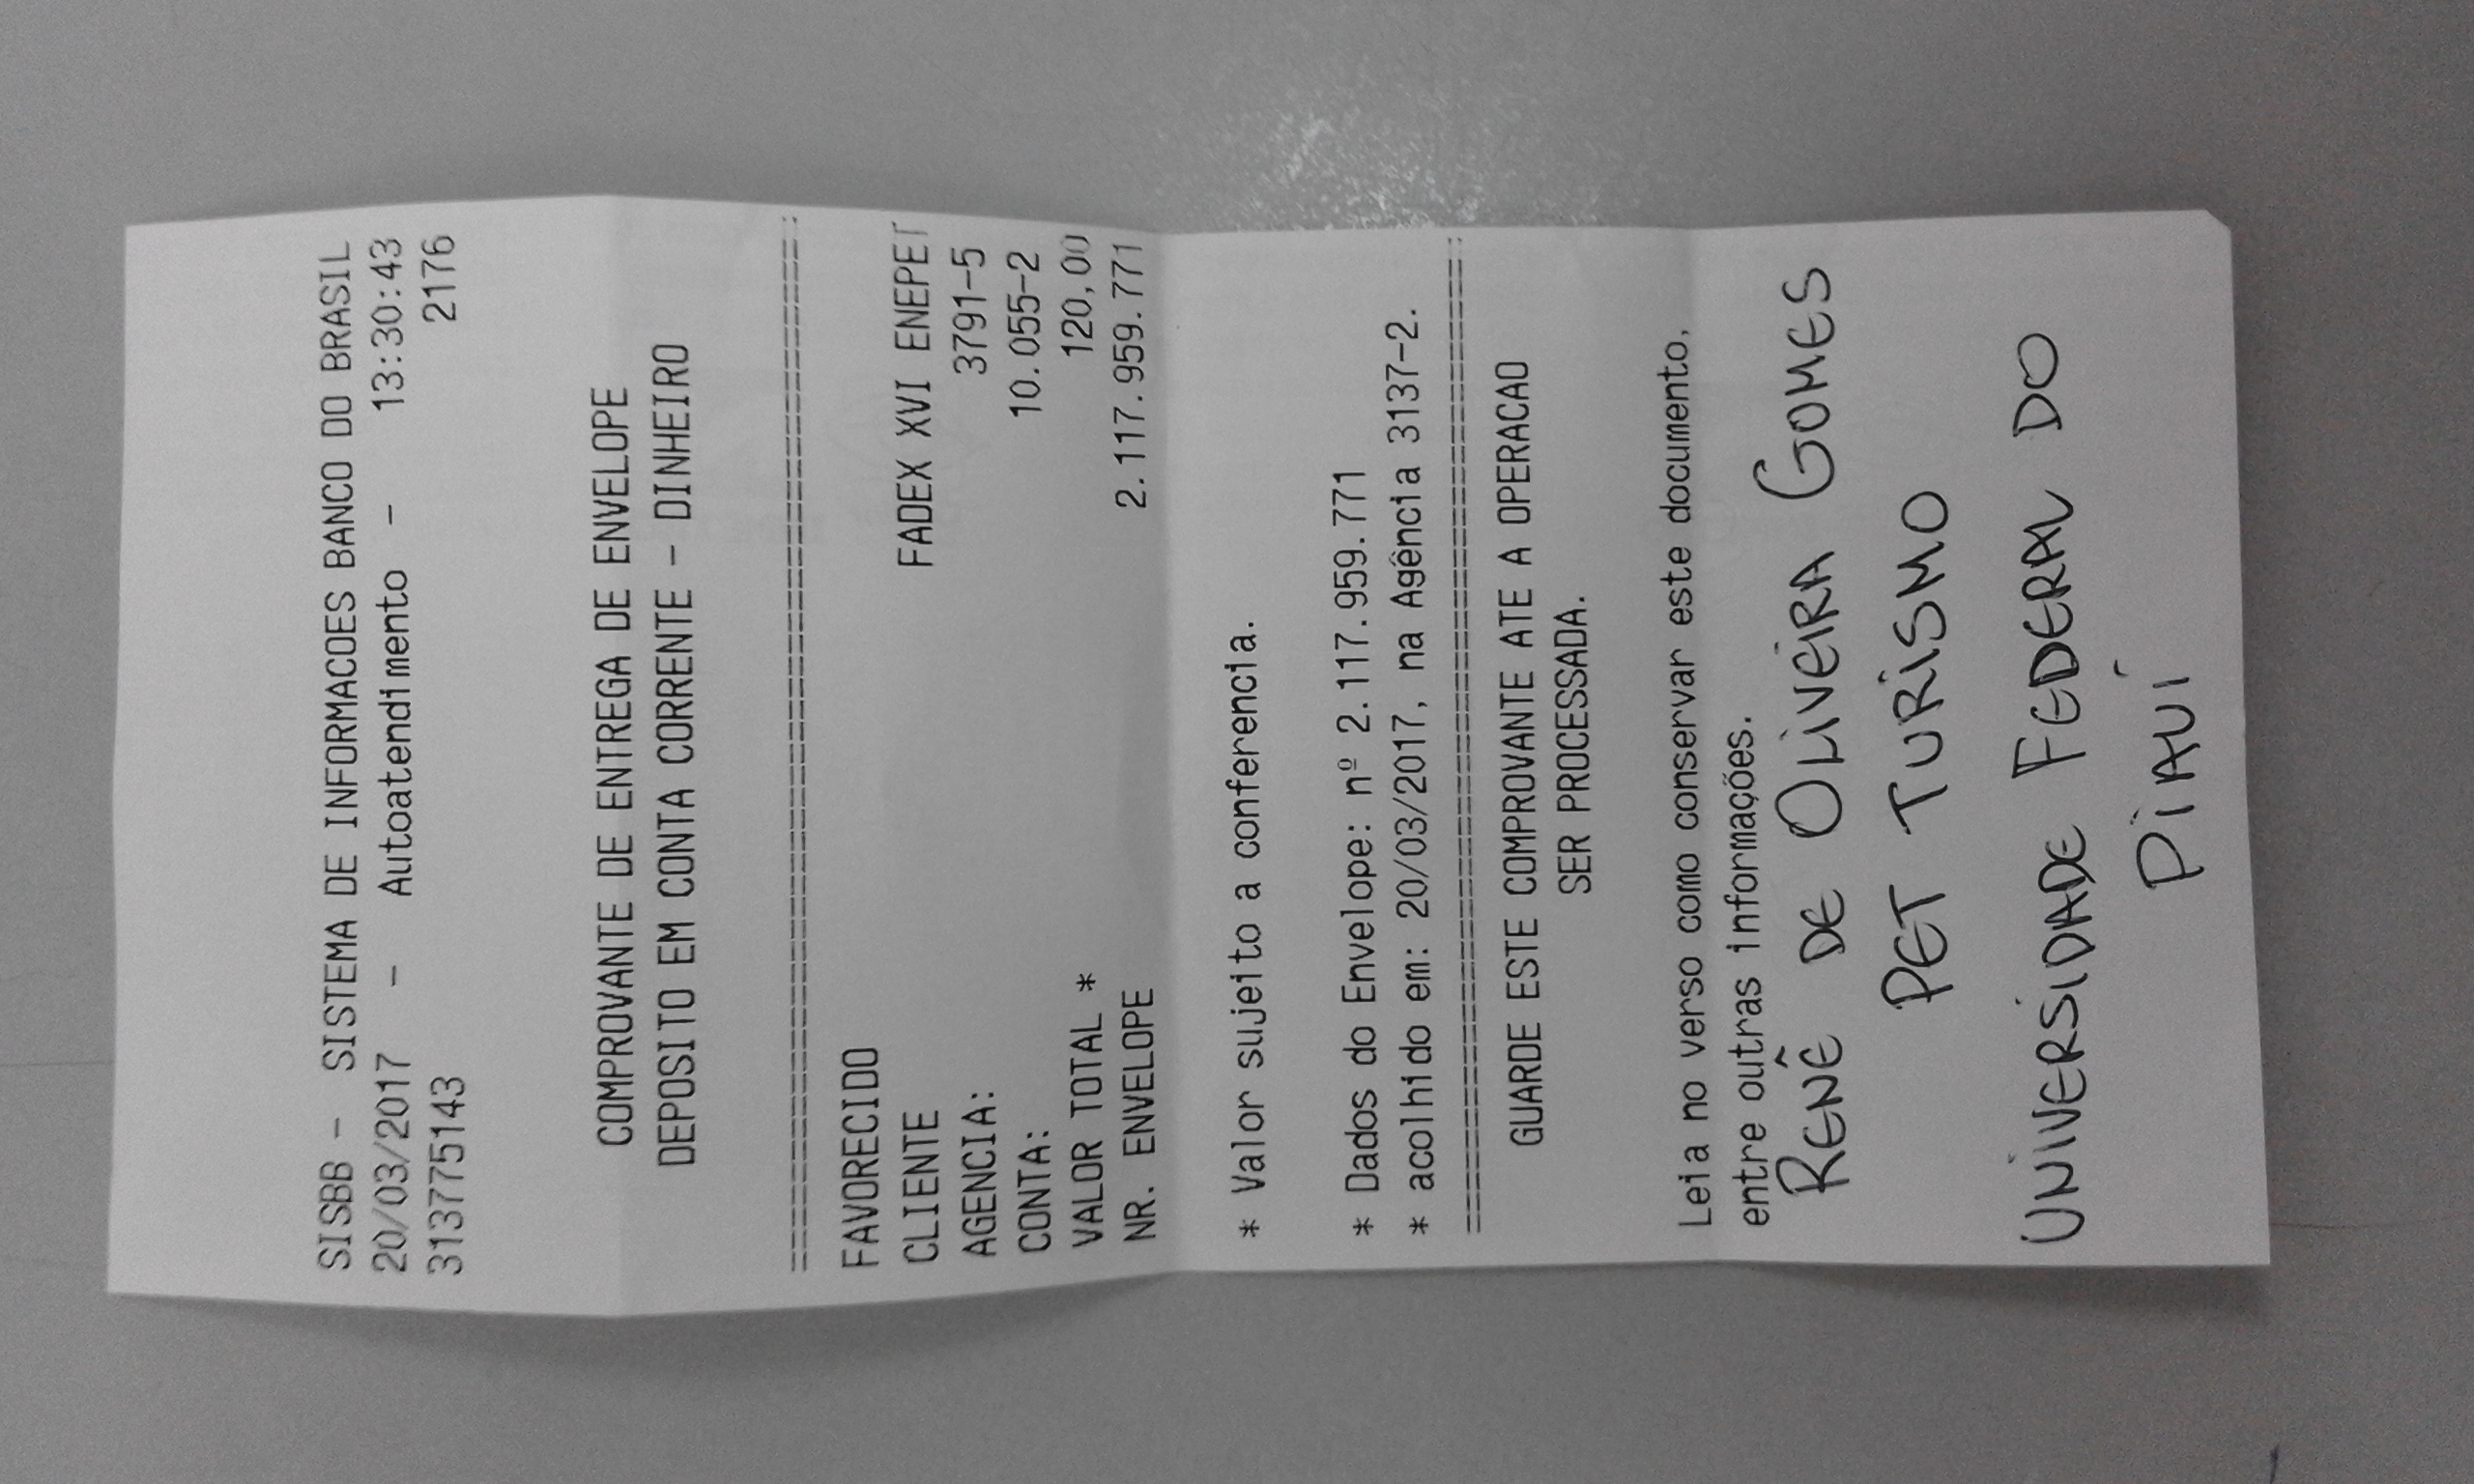 SISBB - SISTEMA DE INFORMACOES BANCO DO BRASIL
20/03/2017 - Autoatendimento - 13:30:43
313775143 2176
COMPROVANTE DE ENTREGA DE ENVELOPE
DEPOSITO EM CONTA CORRENTE - DINHEIRO
================================================
FAVORECIDO
CLIENTE FADEX XVI ENEPET
AGENCIA: 3791-5
CONTA: 10.055-2
VALOR TOTAL * 120,00
NR. ENVELOPE 2.117.959.771
* Valor sujeito a conferencia.
* Dados do Envelope: nº 2.117.959.771
* acolhido em: 20/03/2017, na Agência 3137-2.
================================================
GUARDE ESTE COMPROVANTE ATE A OPERACAO
SER PROCESSADA.
Leia no verso como conservar este documento,
entre outras informações.
RENÊ DE OLIVEIRA GOMES
PET TURISMO
UNIVERSIDADE FEDERAL DO
PIAUÍ